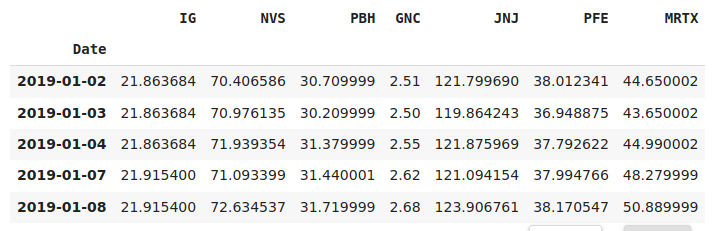 IG NVS PBH GNC JNJ PFE MRTX
Date
2019-01-02 21.863684 70.406586 30.709999 2.51 121.799690 38.012341 44.650002
2019-01-03 21.863684 70.976135 30.209999 2.50 119.864243 36.948875 43.650002
2019-01-04 21.863684 71.939354 31.379999 2.55 121.875969 37.792622 44.990002
2019-01-07 21.915400 71.093399 31.440001 2.62 121.094154 37.994766 48.279999
2019-01-08 21.915400 72.634537 31.719999 2.68 123.906761 38.170547 50.889999